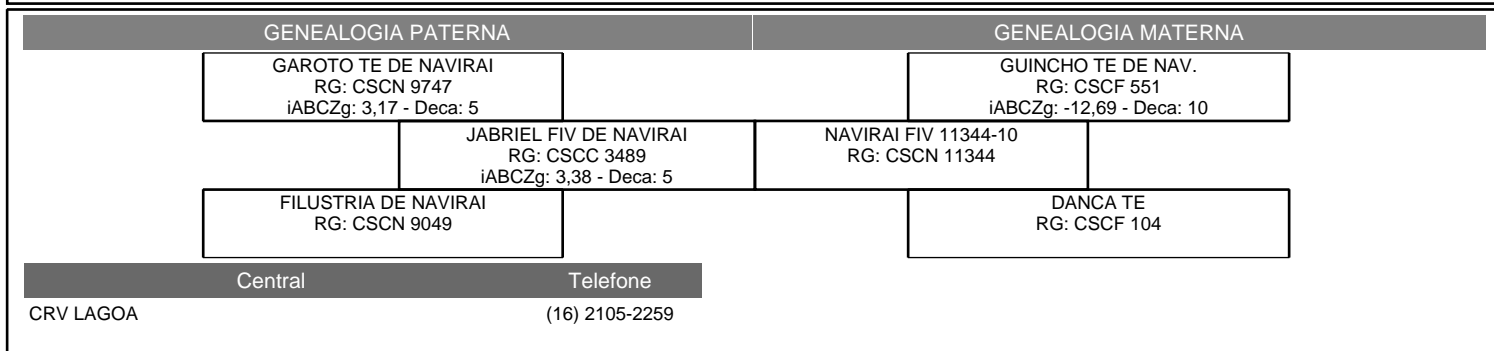 GENEALOGIA PATERNA
GENEALOGIA MATERNA
GAROTO TE DE NAVIRAI
RG: CSCN 9747
iABCZg: 3,17 - Deca: 5
GUINCHO TE DE NAV.
RG: CSCF 551
iABCZg: -12,69 - Deca: 10
JABRIEL FIV DE NAVIRAI
RG: CSCC 3489
iABCZg: 3,38 - Deca: 5
NAVIRAI FIV 11344-10
RG: CSCN 11344
FILUSTRIA DE NAVIRAI
RG: CSCN 9049
DANCA TE
RG: CSCF 104
Central Telefone
CRV LAGOA (16) 2105-2259